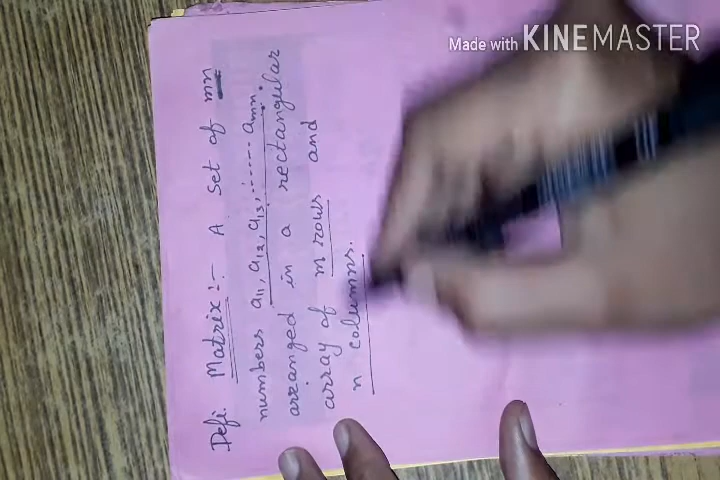 Made with KINEMASTER
Defi. Matrix :- A set of mn
numbers a11, a12, a13, ...... amn.
arranged in a rectangular
array of m rows and
n columns.